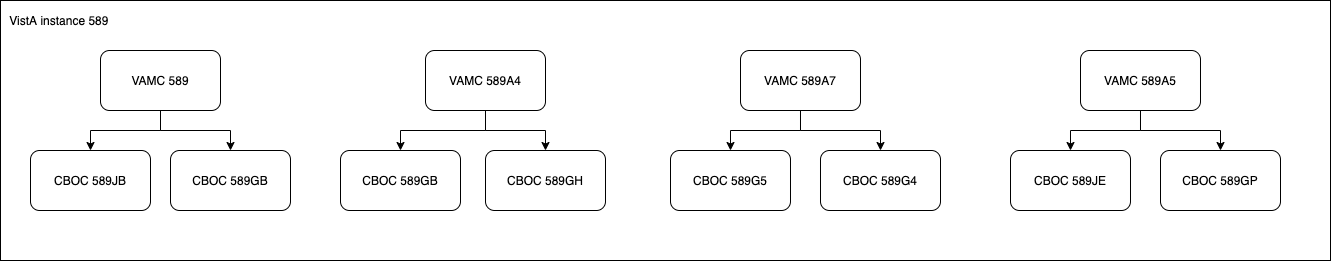 VistA instance 589
VAMC 589
VAMC 589A4
VAMC 589A7
VAMC 589A5
CBOC 589JB
CBOC 589GB
CBOC 589GB
CBOC 589GH
CBOC 589G5
CBOC 589G4
CBOC 589JE
CBOC 589GP